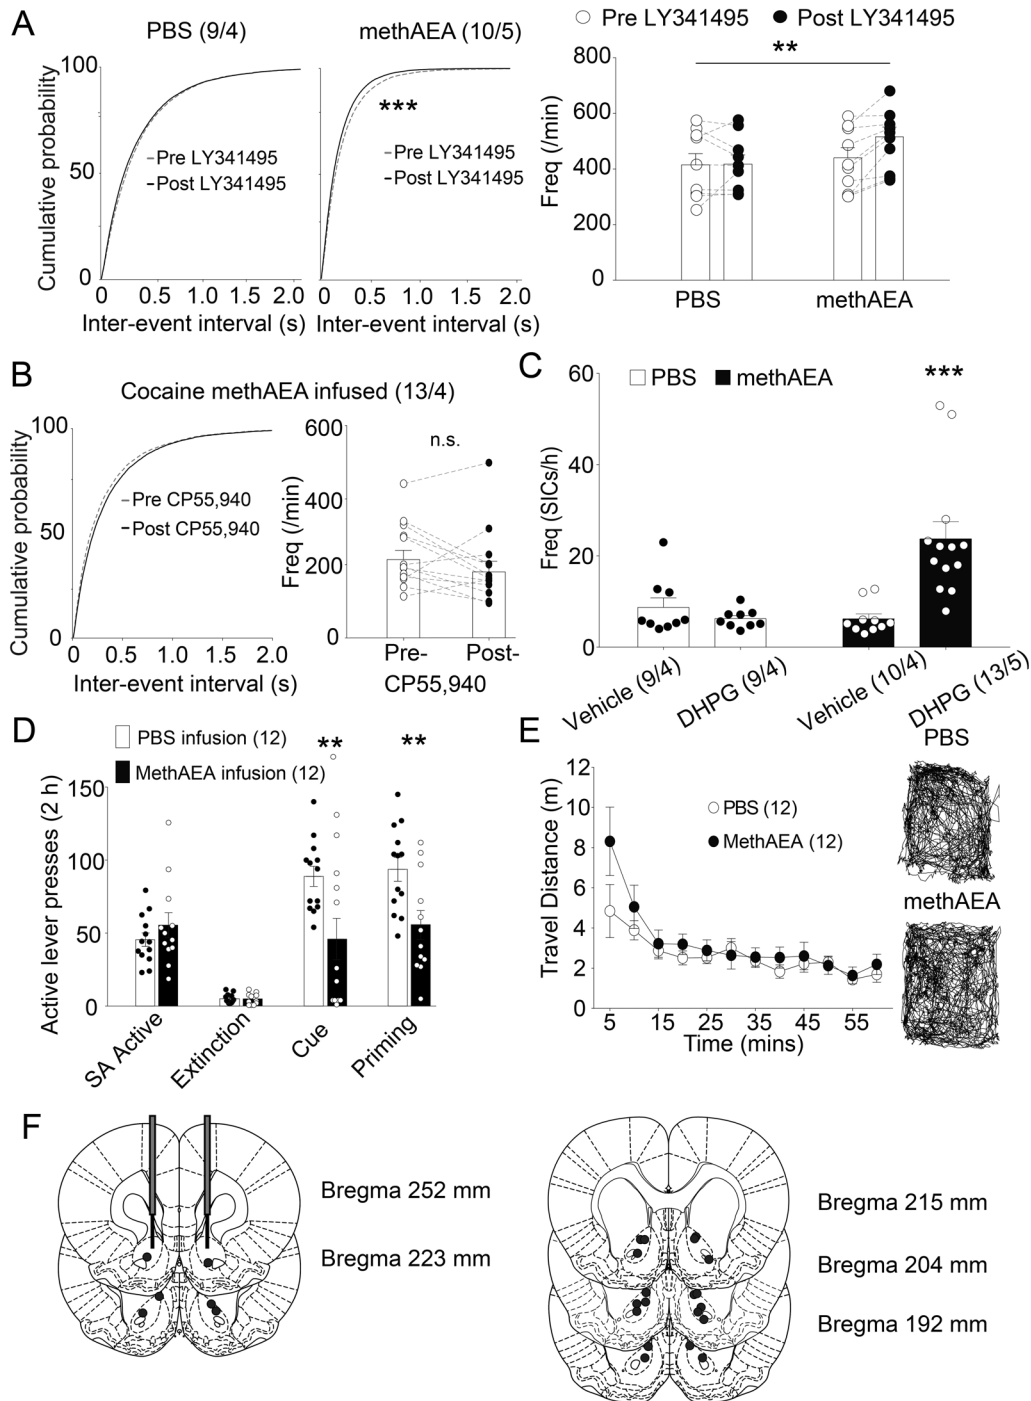 A
PBS (9/4)
methAEA (10/5)
Pre LY341495 Post LY341495
Cumulative probability
100
50
0
***
Pre LY341495
Post LY341495
Pre LY341495
Post LY341495
0 0.5 1.0 1.5 2.0
0 0.5 1.0 1.5 2.0
Inter-event interval (s)
Inter-event interval (s)
**
Freq (/min)
800
600
400
200
0
PBS methAEA
B
Cocaine methAEA infused (13/4)
Cumulative probability
100
50
0
Pre CP55,940
Post CP55,940
0 0.5 1.0 1.5 2.0
Inter-event interval (s)
Freq (/min)
600
400
200
0
n.s.
Pre- Post-
CP55,940
C
PBS methAEA
***
Freq (SICs/h)
60
40
20
0
Vehicle (9/4)
DHPG (9/4)
Vehicle (10/4)
DHPG (13/5)
D
PBS infusion (12)
MethAEA infusion (12)
** **
Active lever presses (2 h)
150
100
50
0
SA Active
Extinction
Cue
Priming
E
Travel Distance (m)
12
10
8
6
4
2
0
PBS (12)
MethAEA (12)
5 15 25 35 45 55
Time (mins)
PBS
methAEA
F
Bregma 252 mm
Bregma 223 mm
Bregma 215 mm
Bregma 204 mm
Bregma 192 mm